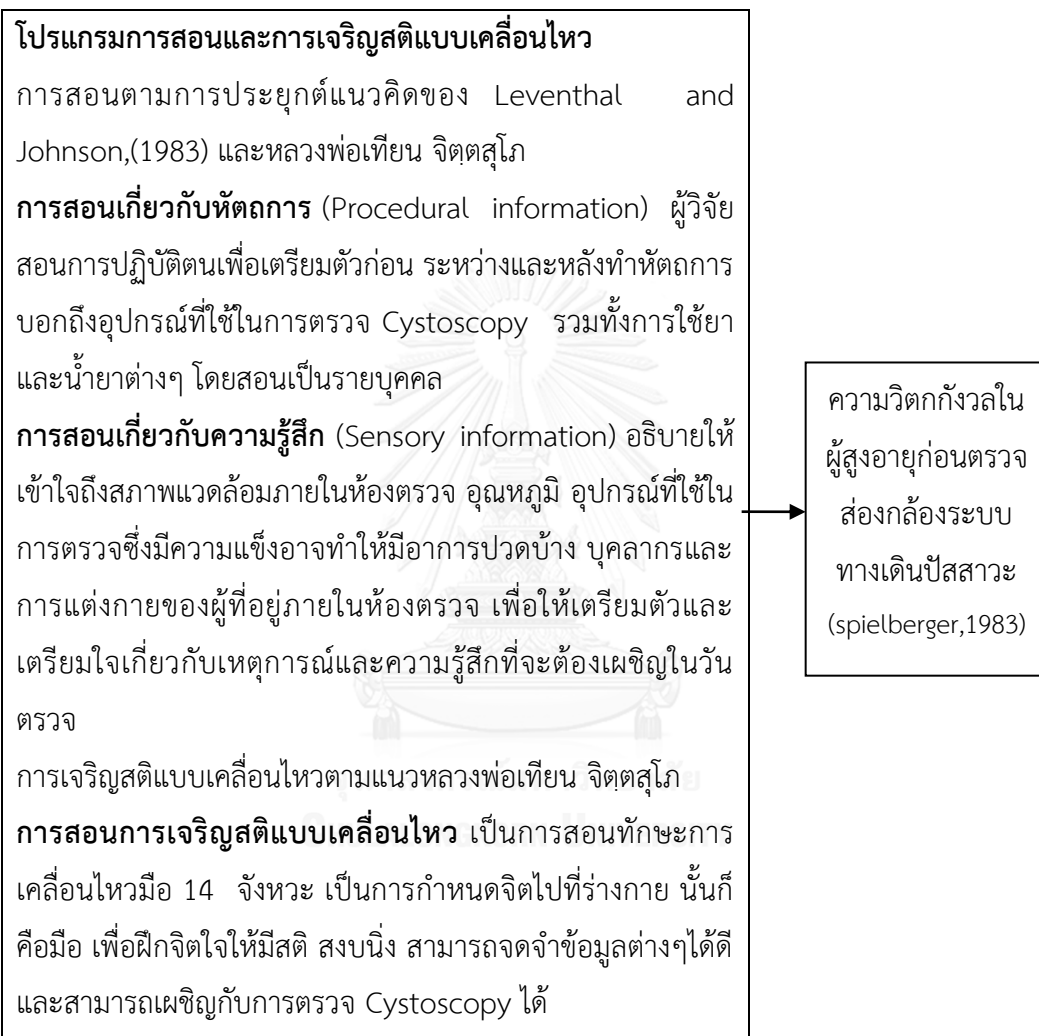 โปรแกรมการสอนและการเจริญสติแบบเคลื่อนไหว
การสอนตามการประยุกต์แนวคิดของ Leventhal and
Johnson,(1983) และหลวงพ่อเทียน จิตฺตสุโภ
การสอนเกี่ยวกับหัตถการ (Procedural information) ผู้วิจัย
สอนการปฏิบัติตนเพื่อเตรียมตัวก่อน ระหว่างและหลังทำหัตถการ
บอกถึงอุปกรณ์ที่ใช้ในการตรวจ Cystoscopy รวมทั้งการใช้ยา
และน้ำยาต่างๆ โดยสอนเป็นรายบุคคล
การสอนเกี่ยวกับความรู้สึก (Sensory information) อธิบายให้
เข้าใจถึงสภาพแวดล้อมภายในห้องตรวจ อุณหภูมิ อุปกรณ์ที่ใช้ใน
การตรวจซึ่งมีความแข็งอาจทำให้มีอาการปวดบ้าง บุคลากรและ
การแต่งกายของผู้ที่อยู่ภายในห้องตรวจ เพื่อให้เตรียมตัวและ
เตรียมใจเกี่ยวกับเหตุการณ์และความรู้สึกที่จะต้องเผชิญในวัน
ตรวจ
การเจริญสติแบบเคลื่อนไหวตามแนวหลวงพ่อเทียน จิตฺตสุโภ
การสอนการเจริญสติแบบเคลื่อนไหว เป็นการสอนทักษะการ
เคลื่อนไหวมือ 14 จังหวะ เป็นการกำหนดจิตไปที่ร่างกาย นั้นก็
คือมือ เพื่อฝึกจิตใจให้มีสติ สงบนิ่ง สามารถจดจำข้อมูลต่างๆได้ดี
และสามารถเผชิญกับการตรวจ Cystoscopy ได้
ความวิตกกังวลใน
ผู้สูงอายุก่อนตรวจ
ส่องกล้องระบบ
ทางเดินปัสสาวะ
(spielberger,1983)